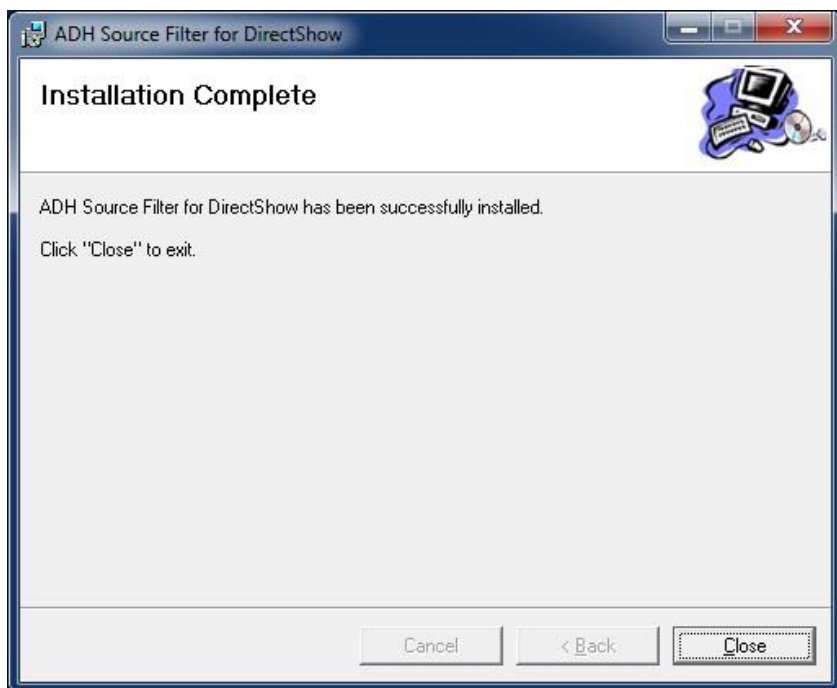 ADH Source Filter for DirectShow
Installation Complete
ADH Source Filter for DirectShow has been successfully installed.
Click "Close" to exit.
Cancel
< Back
Close